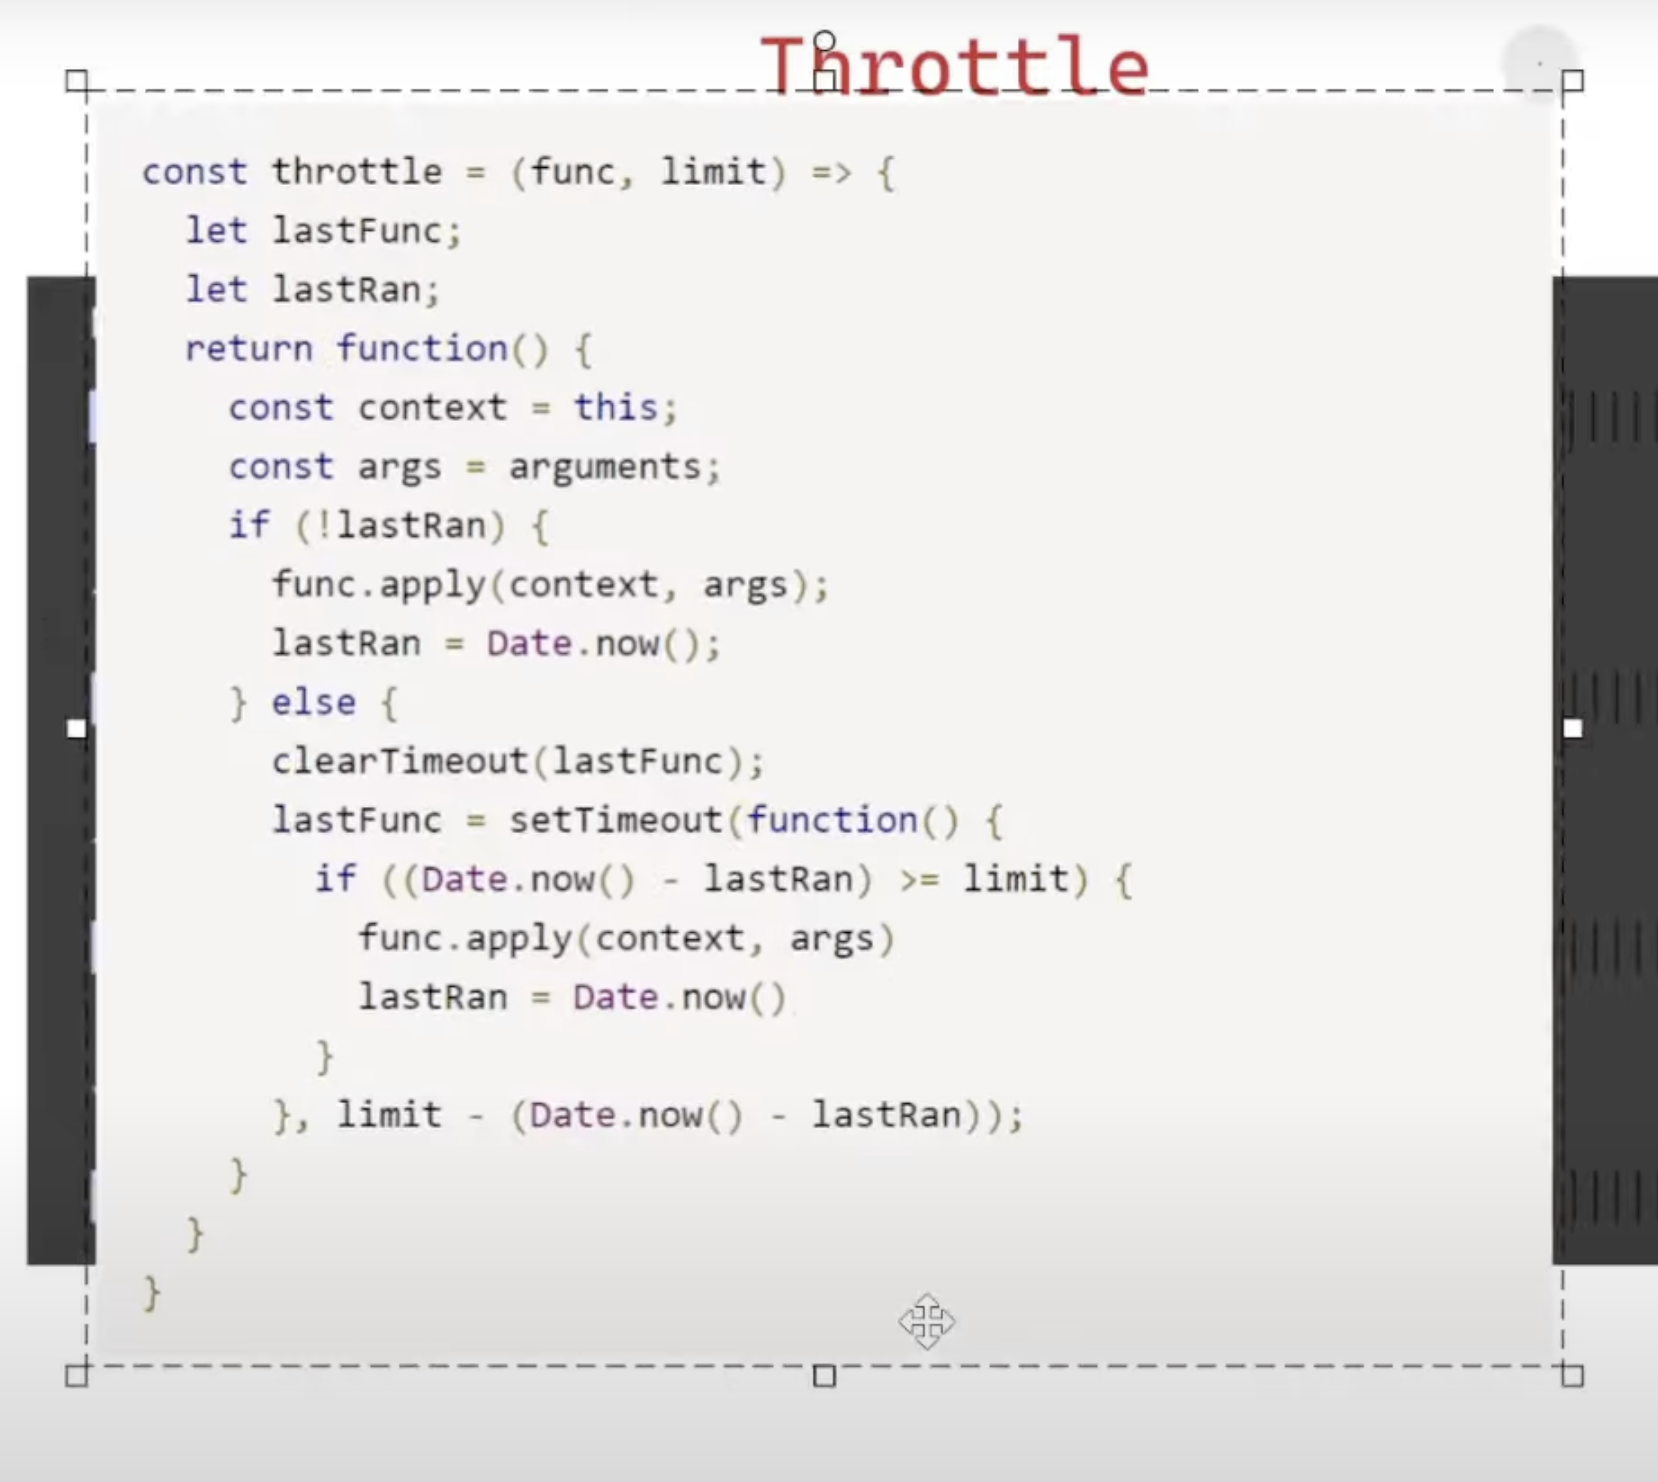 Throttle
const throttle = (func, limit) => {
  let lastFunc;
  let lastRan;
  return function() {
    const context = this;
    const args = arguments;
    if (!lastRan) {
      func.apply(context, args);
      lastRan = Date.now();
    } else {
      clearTimeout(lastFunc);
      lastFunc = setTimeout(function() {
        if ((Date.now() - lastRan) >= limit) {
          func.apply(context, args)
          lastRan = Date.now()
        }
      }, limit - (Date.now() - lastRan));
    }
  }
}